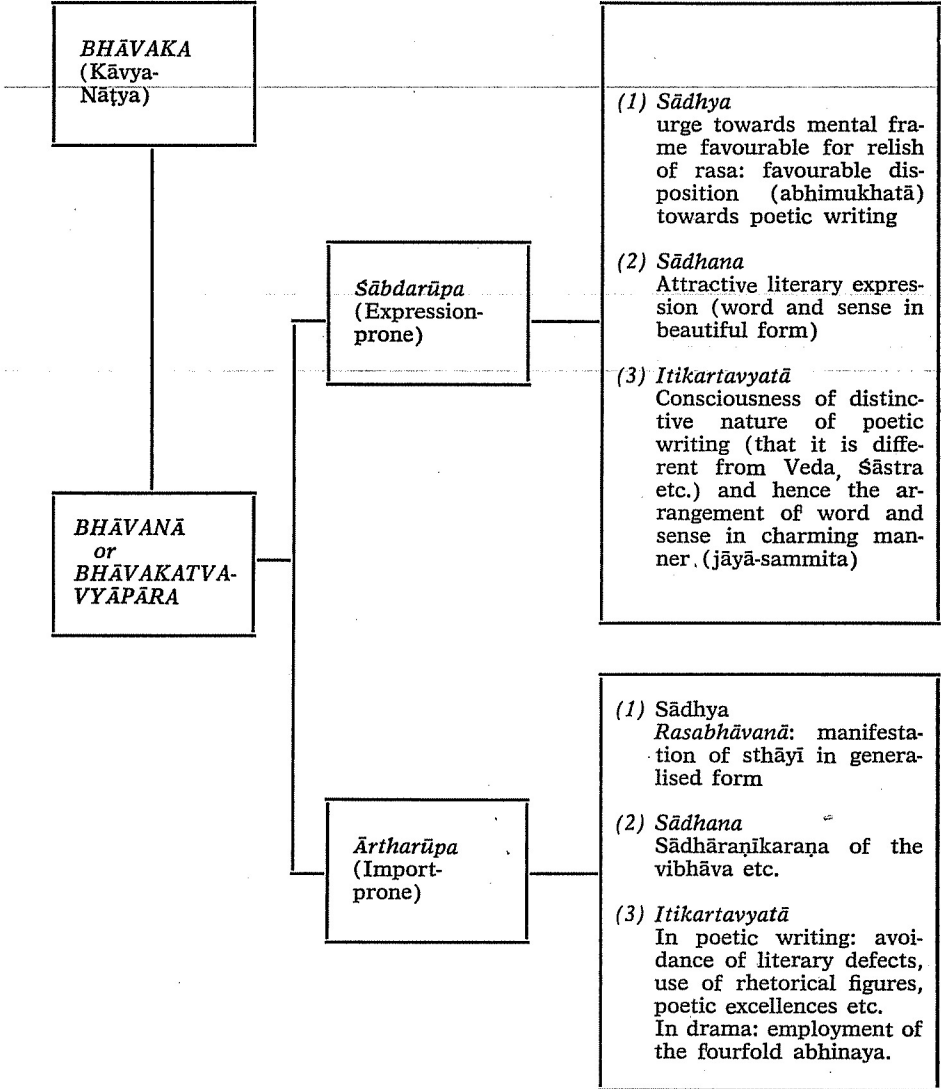 BHĀVAKA
(Kāvya-
Nāṭya)
(1) Sādhya
urge towards mental fra-
me favourable for relish
of rasa: favourable dis-
position (abhimukhatā)
towards poetic writing
(2) Sādhana
Attractive literary expres-
sion (word and sense in
beautiful form)
(3) Itikartavyatā
Consciousness of distinc-
tive nature of poetic
writing (that it is diffe-
rent from Veda, Śāstra
etc.) and hence the ar-
rangement of word and
sense in charming man-
ner. (jāyā-sammita)
Śābdarūpa
(Expression-
prone)
BHĀVANĀ
or
BHĀVAKATVA-
VYĀPĀRA
Ārtharūpa
(Import-
prone)
(1) Sādhya
Rasabhāvanā: manifesta-
tion of sthāyī in genera-
lised form
(2) Sādhana
Sādhāraṇīkaraṇa of the
vibhāva etc.
(3) Itikartavyatā
In poetic writing: avoi-
dance of literary defects,
use of rhetorical figures,
poetic excellences etc.
In drama: employment of
the fourfold abhinaya.